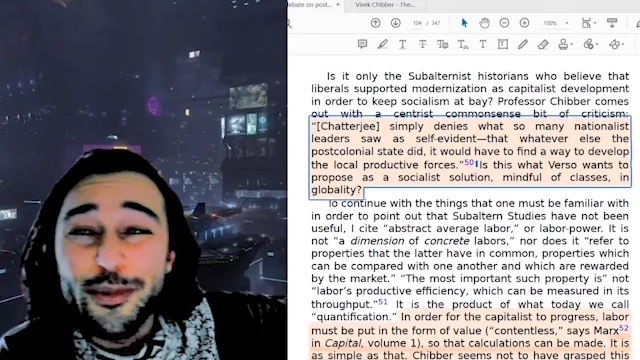 ebate on post...
Vivek Chibber - The...
104 / 347
100%
Is it only the Subalternist historians who believe that
liberals supported modernization as capitalist development
in order to keep socialism at bay? Professor Chibber comes
out with a centrist commonsense bit of criticism:
“[Chatterjee] simply denies what so many nationalist
leaders saw as self-evident—that whatever else the
postcolonial state did, it would have to find a way to develop
the local productive forces.”50 Is this what Verso wants to
propose as a socialist solution, mindful of classes, in
globality?
To continue with the things that one must be familiar with
in order to point out that Subaltern Studies have not been
useful, I cite “abstract average labor,” or labor-power. It is
not “a dimension of concrete labors,” nor does it “refer to
properties that the latter have in common, properties which
can be compared with one another and which are rewarded
by the market.” “The most important such property is” not
“labor’s productive efficiency, which can be measured in its
throughput.”51 It is the product of what today we call
“quantification.” In order for the capitalist to progress, labor
must be put in the form of value (“contentless,” says Marx52
in Capital, volume 1), so that calculations can be made. It is
as simple as that. Chibber seems not to have grasped this